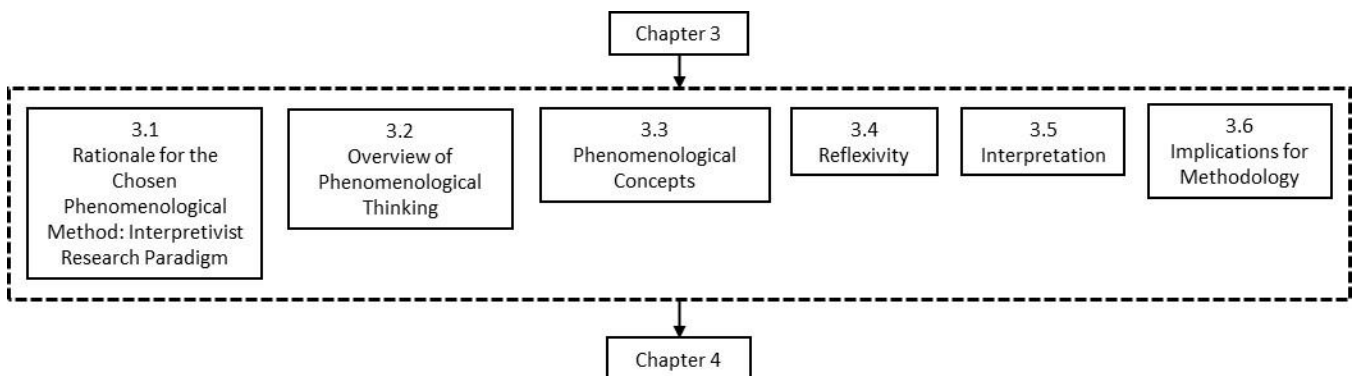 Chapter 3
3.1
Rationale for the
Chosen
Phenomenological
Method: Interpretivist
Research Paradigm
3.2
Overview of
Phenomenological
Thinking
3.3
Phenomenological
Concepts
3.4
Reflexivity
3.5
Interpretation
3.6
Implications for
Methodology
Chapter 4